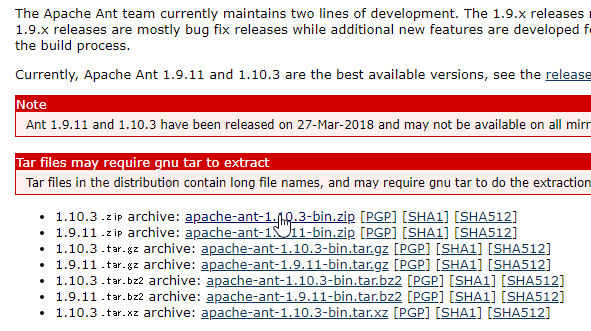 The Apache Ant team currently maintains two lines of development. The 1.9.x releases
1.9.x releases are mostly bug fix releases while additional new features are developed
the build process.
Currently, Apache Ant 1.9.11 and 1.10.3 are the best available versions, see the release
Note
Ant 1.9.11 and 1.10.3 have been released on 27-Mar-2018 and may not be available on all
Tar files may require gnu tar to extract
Tar files in the distribution contain long file names, and may require gnu tar to do the extraction
• 1.10.3 .zip archive: apache-ant-1.10.3-bin.zip [PGP] [SHA1] [SHA512]
• 1.9.11 .zip archive: apache-ant-1.9.11-bin.zip [PGP] [SHA1] [SHA512]
• 1.10.3 .tar.gz archive: apache-ant-1.10.3-bin.tar.gz [PGP] [SHA1] [SHA512]
• 1.9.11 .tar.gz archive: apache-ant-1.9.11-bin.tar.gz [PGP] [SHA1] [SHA512]
• 1.10.3 .tar.bz2 archive: apache-ant-1.10.3-bin.tar.bz2 [PGP] [SHA1] [SHA512]
• 1.9.11 .tar.bz2 archive: apache-ant-1.9.11-bin.tar.bz2 [PGP] [SHA1] [SHA512]
• 1.10.3 .tar.xz archive: apache-ant-1.10.3-bin.tar.xz [PGP] [SHA1] [SHA512]